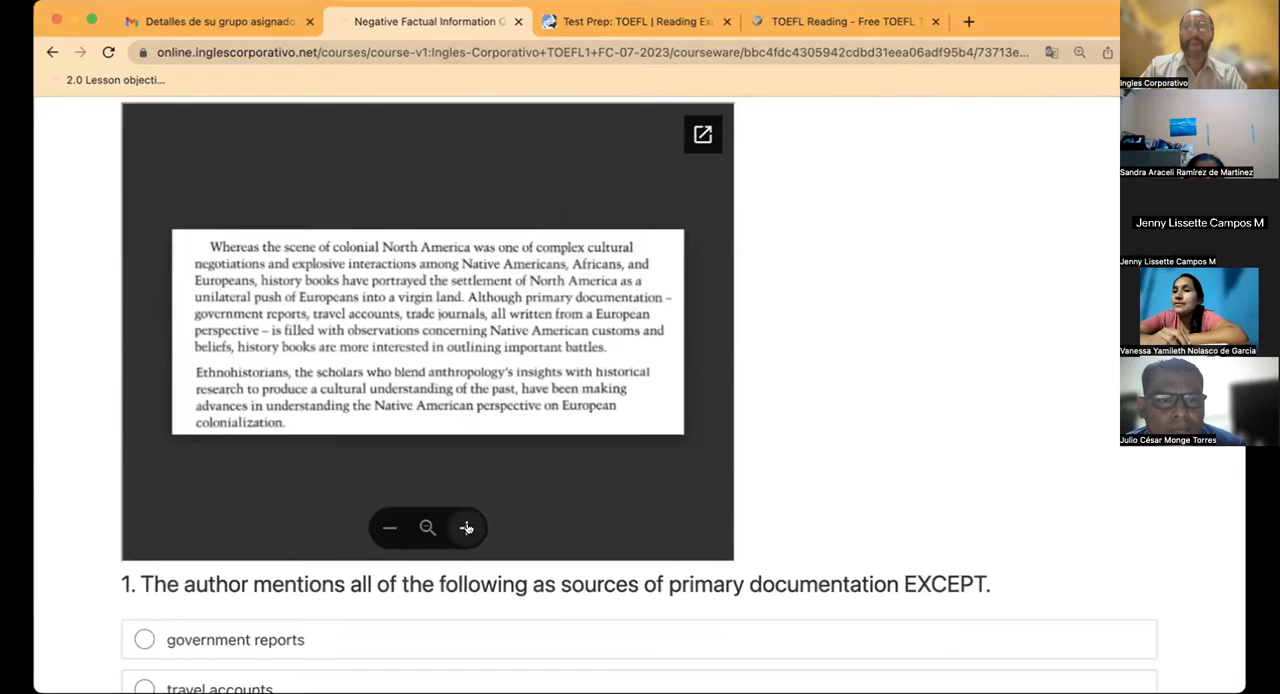 Detalles de su grupo asignado
Negative Factual Information Q
Test Prep: TOEFL | Reading Ex
TOEFL Reading - Free TOEFL T
online.inglescorporativo.net/courses/course-v1:Ingles-Corporativo+TOEFL1+FC-07-2023/courseware/bbc4fdc4305942cdbd31eea06adf95b4/73713e...
2.0 Lesson objecti...
Whereas the scene of colonial North America was one of complex cultural
negotiations and explosive interactions among Native Americans, Africans, and
Europeans, history books have portrayed the settlement of North America as a
unilateral push of Europeans into a virgin land. Although primary documentation –
government reports, travel accounts, trade journals, all written from a European
perspective – is filled with observations concerning Native American customs and
beliefs, history books are more interested in outlining important battles.
Ethnohistorians, the scholars who blend anthropology's insights with historical
research to produce a cultural understanding of the past, have been making
advances in understanding the Native American perspective on European
colonialization.
1. The author mentions all of the following as sources of primary documentation EXCEPT.
government reports
travel accounts
Ingles Corporativo
Sandra Araceli Ramírez de Martinez
Jenny Lissette Campos M
Jenny Lissette Campos M
Vanessa Yamileth Nolasco de Garcia
Julio César Monge Torres